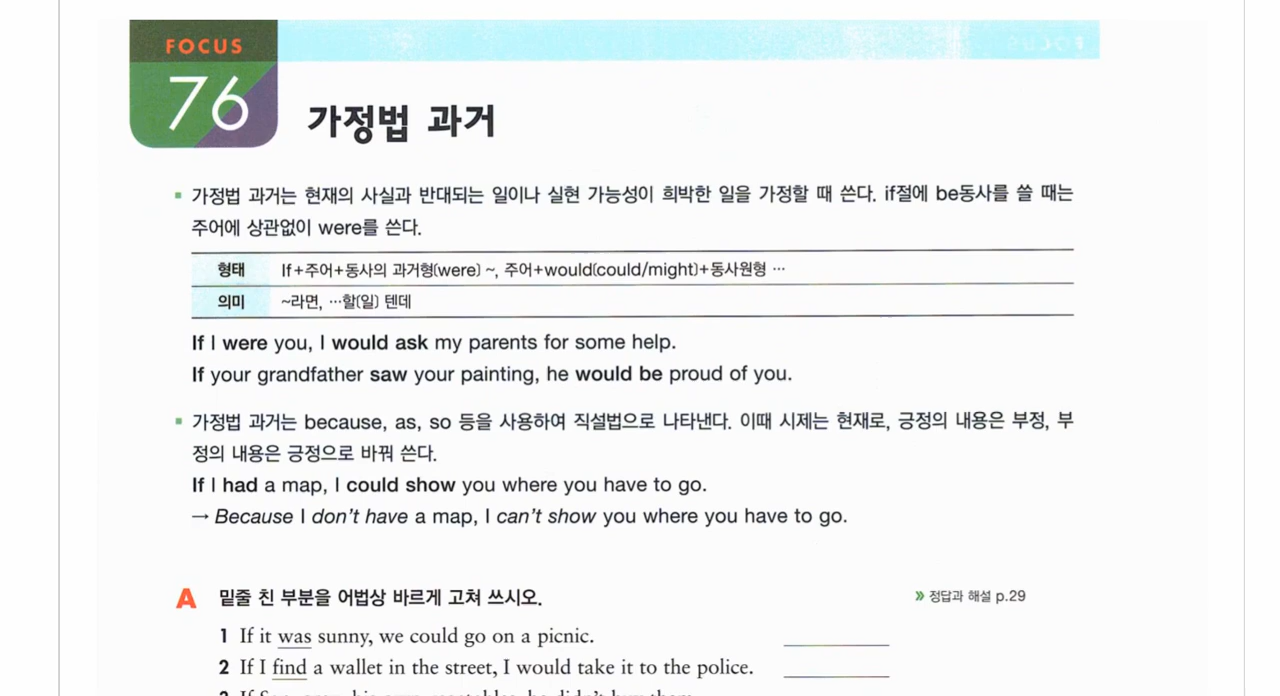 FOCUS
76
가정법 과거
가정법 과거는 현재의 사실과 반대되는 일이나 실현 가능성이 희박한 일을 가정할 때 쓴다. if절에 be동사를 쓸 때는
주어에 상관없이 were를 쓴다.
형태 If+주어+동사의 과거형(were) ~, 주어+would(could/might)+동사원형 …
의미 ~라면, …할(일) 텐데
If I were you, I would ask my parents for some help.
If your grandfather saw your painting, he would be proud of you.
가정법 과거는 because, as, so 등을 사용하여 직설법으로 나타낸다. 이때 시제는 현재로, 긍정의 내용은 부정, 부
정의 내용은 긍정으로 바꿔 쓴다.
If I had a map, I could show you where you have to go.
→ Because I don't have a map, I can't show you where you have to go.
A 밑줄 친 부분을 어법상 바르게 고쳐 쓰시오.
» 정답과 해설 p.29
1 If it was sunny, we could go on a picnic.
2 If I find a wallet in the street, I would take it to the police.